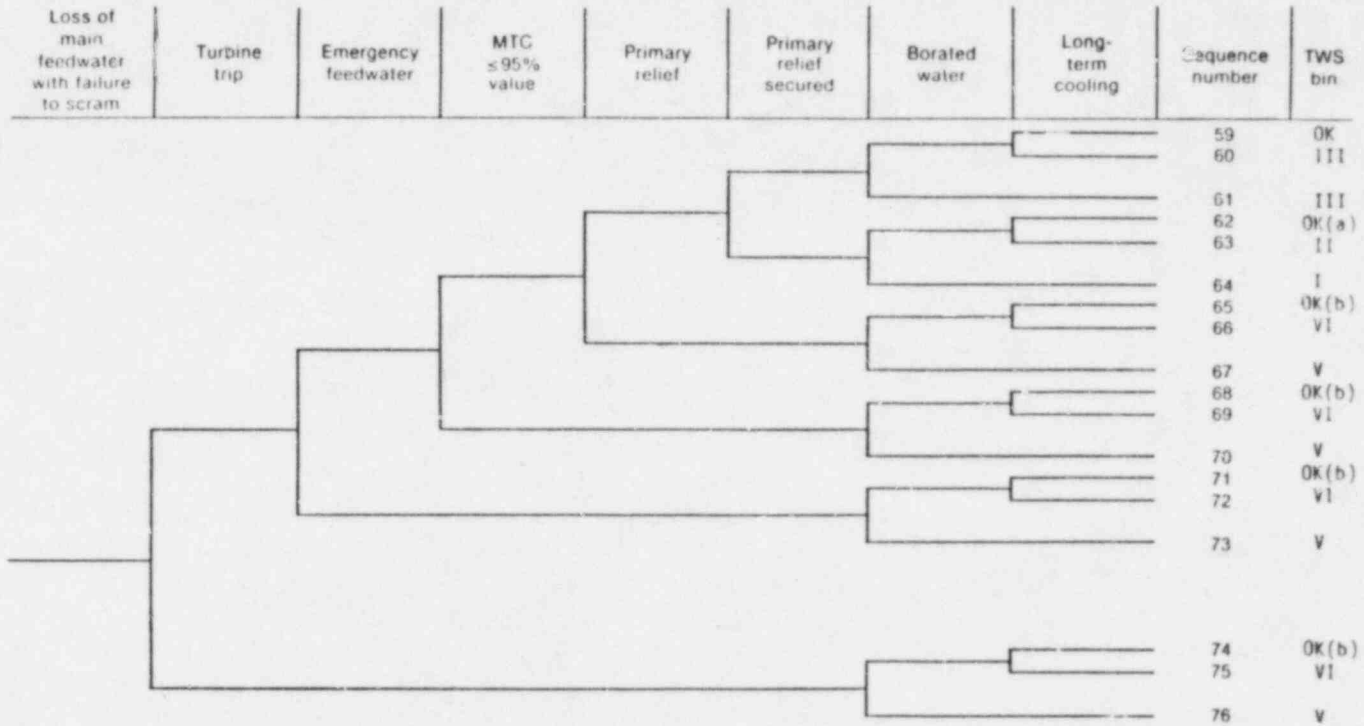 Loss of
main
feedwater
with failure
to scram
Turbine
trip
Emergency
feedwater
MTC
≤95%
value
Primary
relief
Primary
relief
secured
Borated
water
Long-
term
cooling
Sequence
number
TWS
bin
59 OK
60 III
61 III
62 OK(a)
63 II
64 I
65 OK(b)
66 VI
67 V
68 OK(b)
69 VI
70 V
71 OK(b)
72 VI
73 V
74 OK(b)
75 VI
76 V